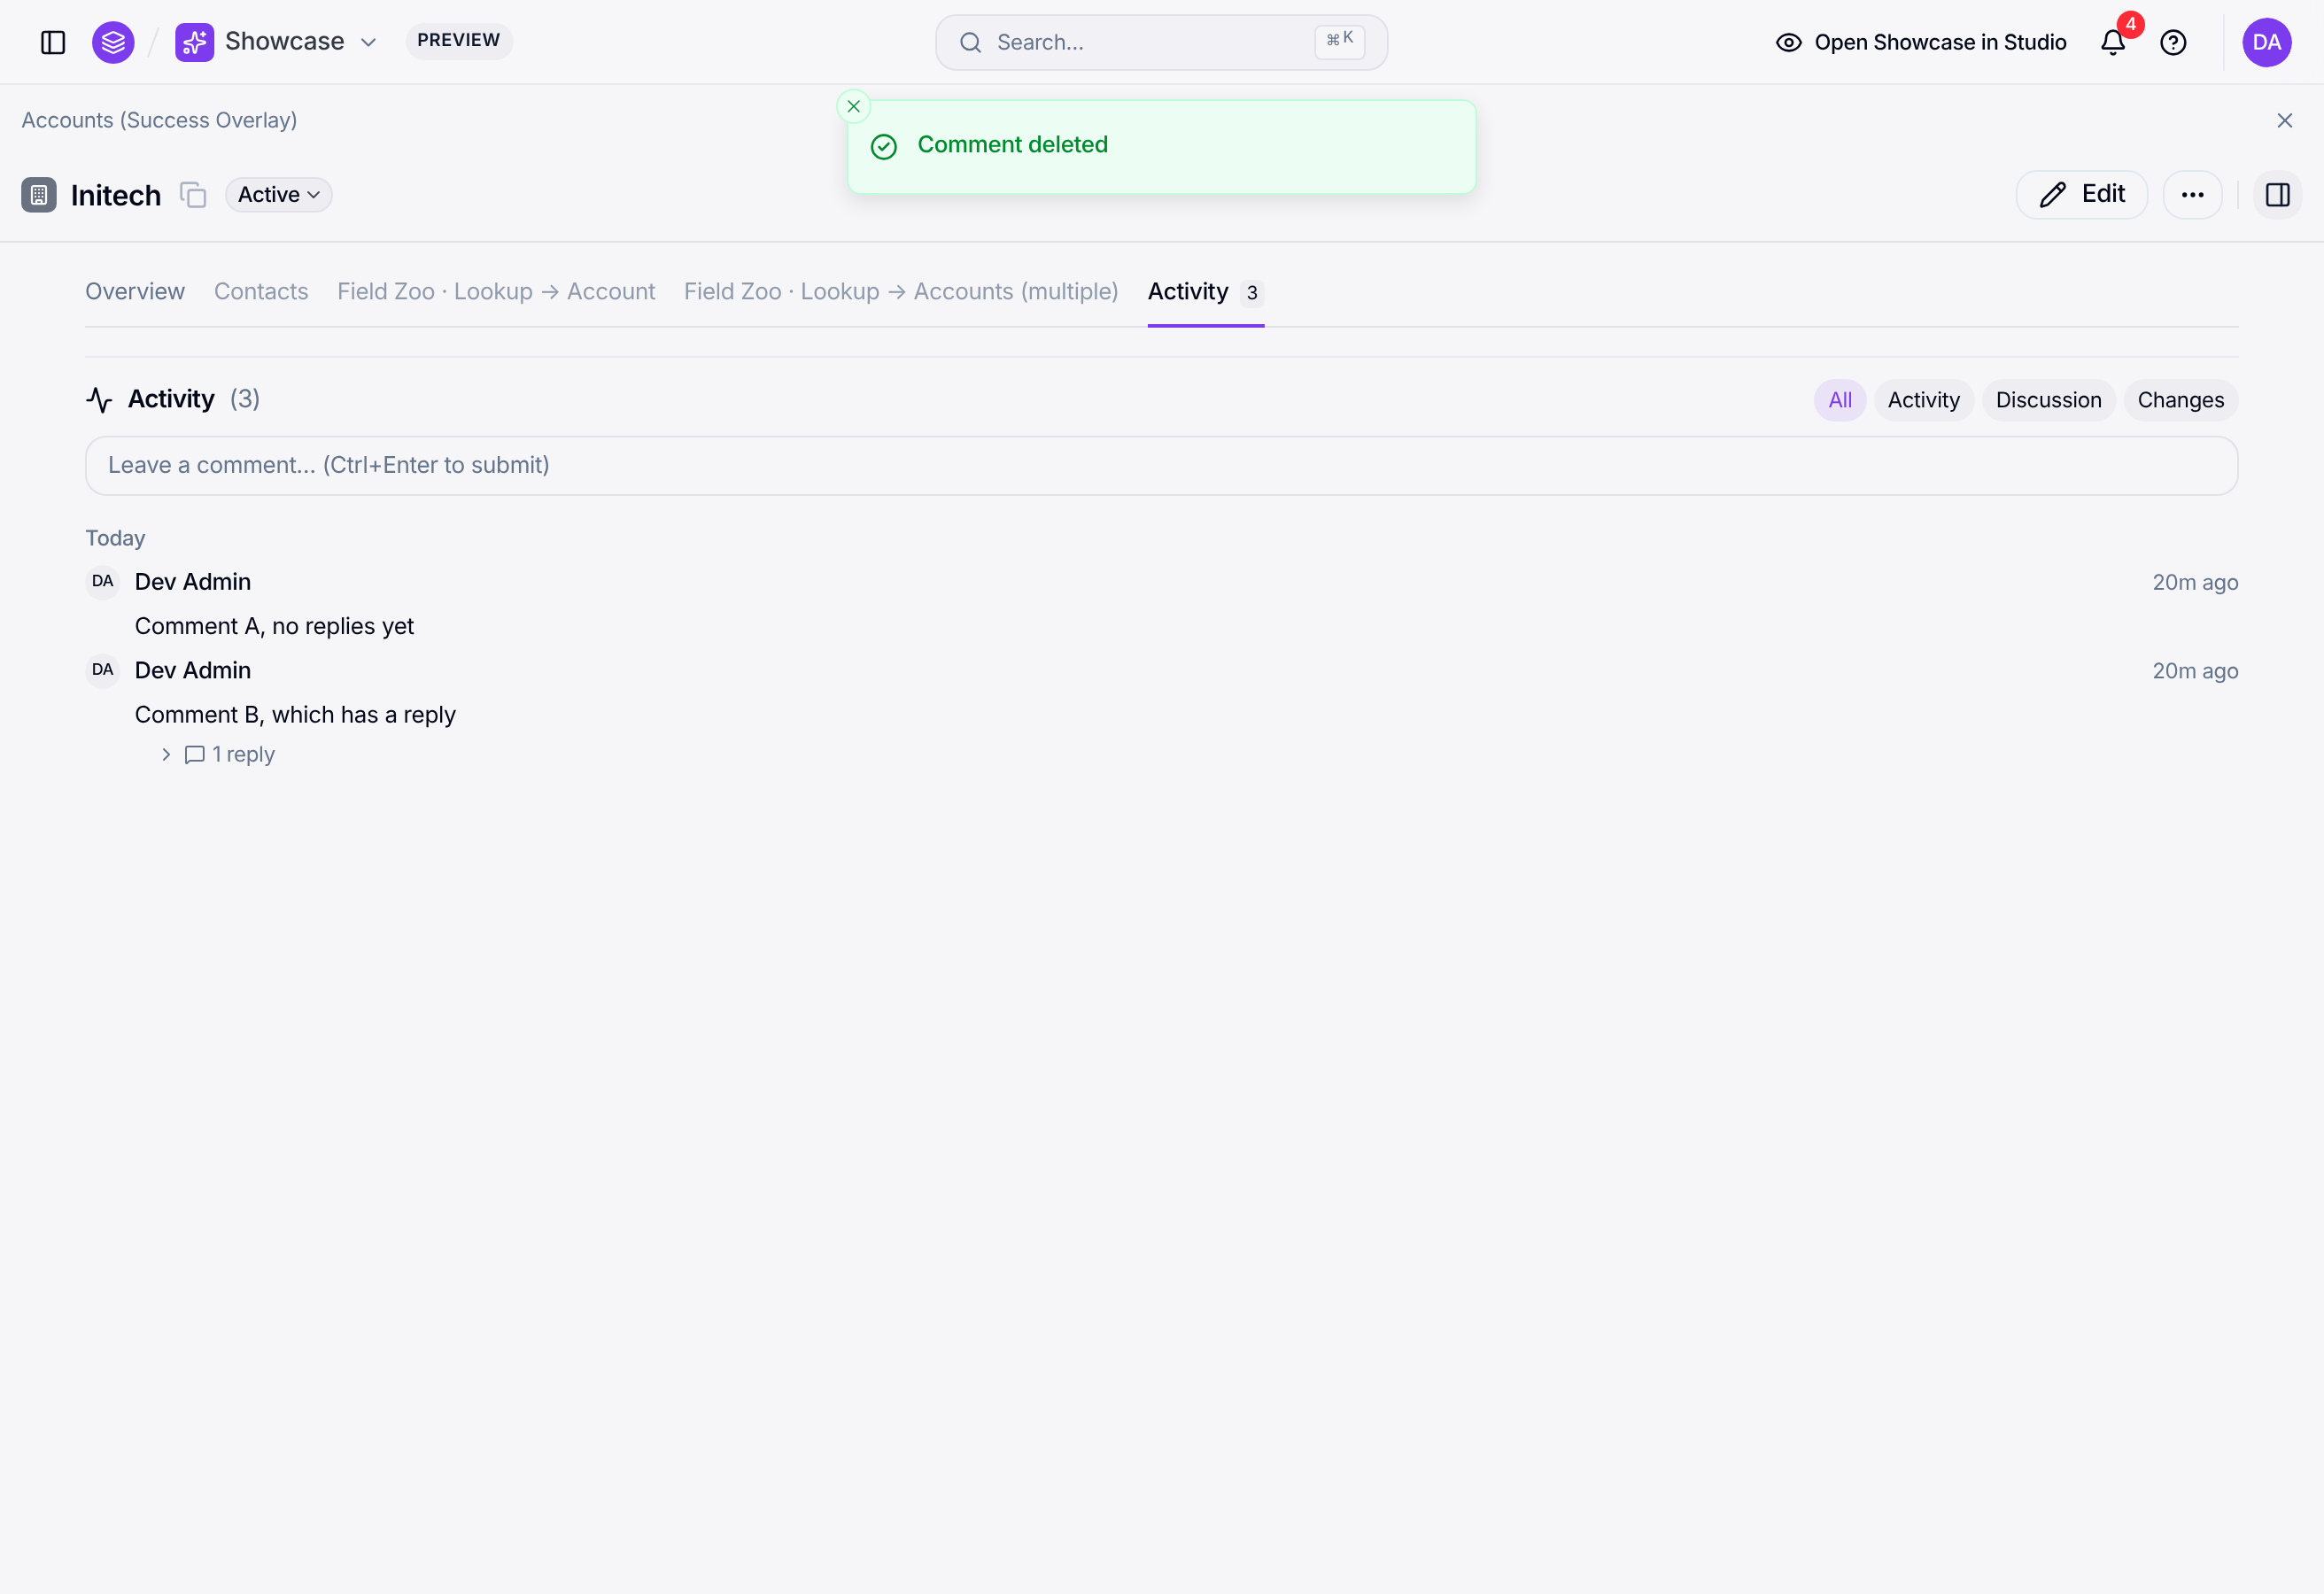 Showcase PREVIEW Search... ⌘K Open Showcase in Studio 4 DA
Accounts (Success Overlay)
Comment deleted
Initech Active Edit
Overview Contacts Field Zoo · Lookup → Account Field Zoo · Lookup → Accounts (multiple) Activity 3
Activity (3) All Activity Discussion Changes
Leave a comment... (Ctrl+Enter to submit)
Today
DA Dev Admin 20m ago
Comment A, no replies yet
DA Dev Admin 20m ago
Comment B, which has a reply
1 reply